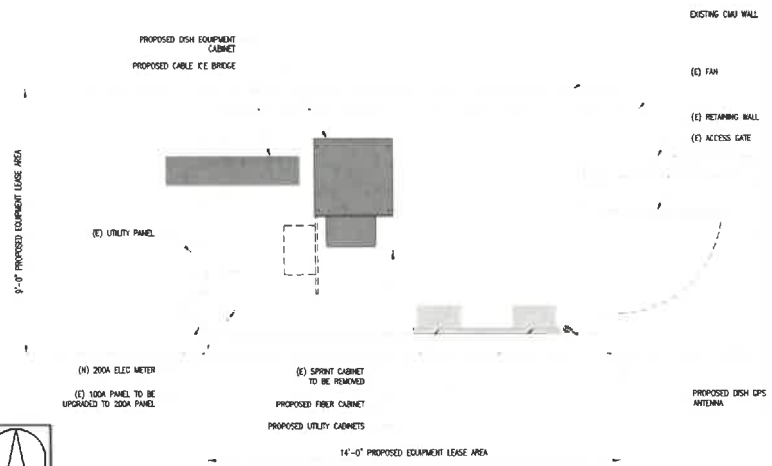 EXISTING CMU WALL
PROPOSED DISH EQUIPMENT
CABINET
PROPOSED CABLE ICE BRIDGE
(E) FAN
(E) RETAINING WALL
(E) ACCESS GATE
9'-0" PROPOSED EQUIPMENT LEASE AREA
(E) UTILITY PANEL
(N) 200A ELEC METER
(E) 100A PANEL TO BE
UPGRADED TO 200A PANEL
(E) SPRINT CABINET
TO BE REMOVED
PROPOSED FIBER CABINET
PROPOSED UTILITY CABINETS
PROPOSED DISH GPS
ANTENNA
14'-0" PROPOSED EQUIPMENT LEASE AREA